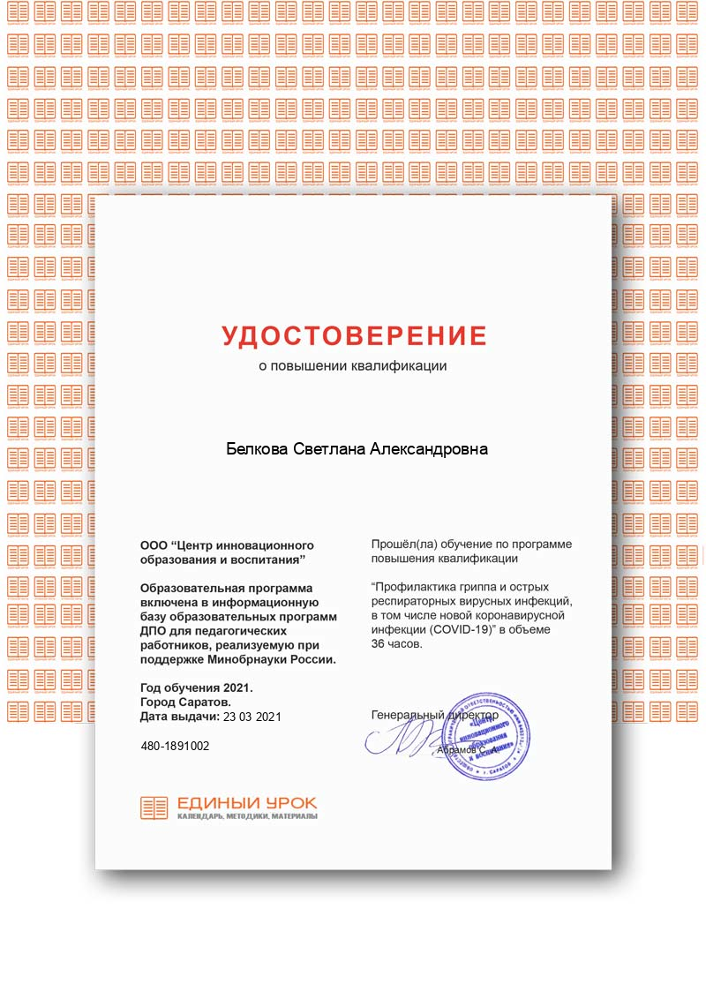 УДОСТОВЕРЕНИЕ
о повышении квалификации
Белкова Светлана Александровна
ООО “Центр инновационного
образования и воспитания”
Образовательная программа
включена в информационную
базу образовательных программ
ДПО для педагогических
работников, реализуемую при
поддержке Минобрнауки России.
Год обучения 2021.
Город Саратов.
Дата выдачи: 23 03 2021
480-1891002
ЕДИНЫЙ УРОК
КАЛЕНДАРЬ, МЕТОДИКИ, МАТЕРИАЛЫ
Прошёл(ла) обучение по программе
повышения квалификации
“Профилактика гриппа и острых
респираторных вирусных инфекций,
в том числе новой коронавирусной
инфекции (COVID-19)” в объеме
36 часов.
Генеральный директор
Абрамов С. А.
«Центр
инновационного
образования
и воспитания»
г. САРАТОВ